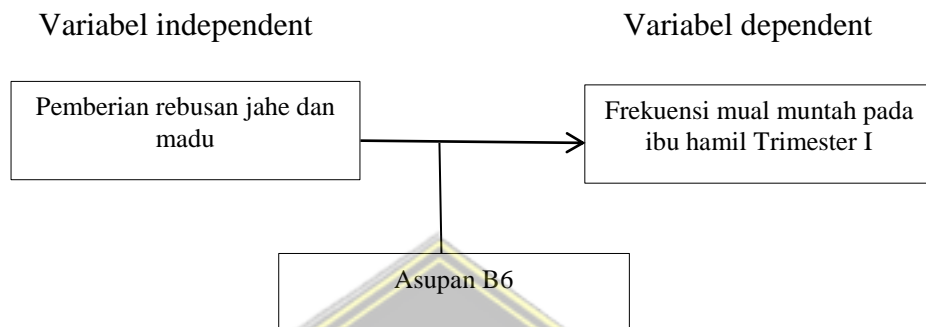 Variabel independent
Variabel dependent
Pemberian rebusan jahe dan
madu
Frekuensi mual muntah pada
ibu hamil Trimester I
Asupan B6